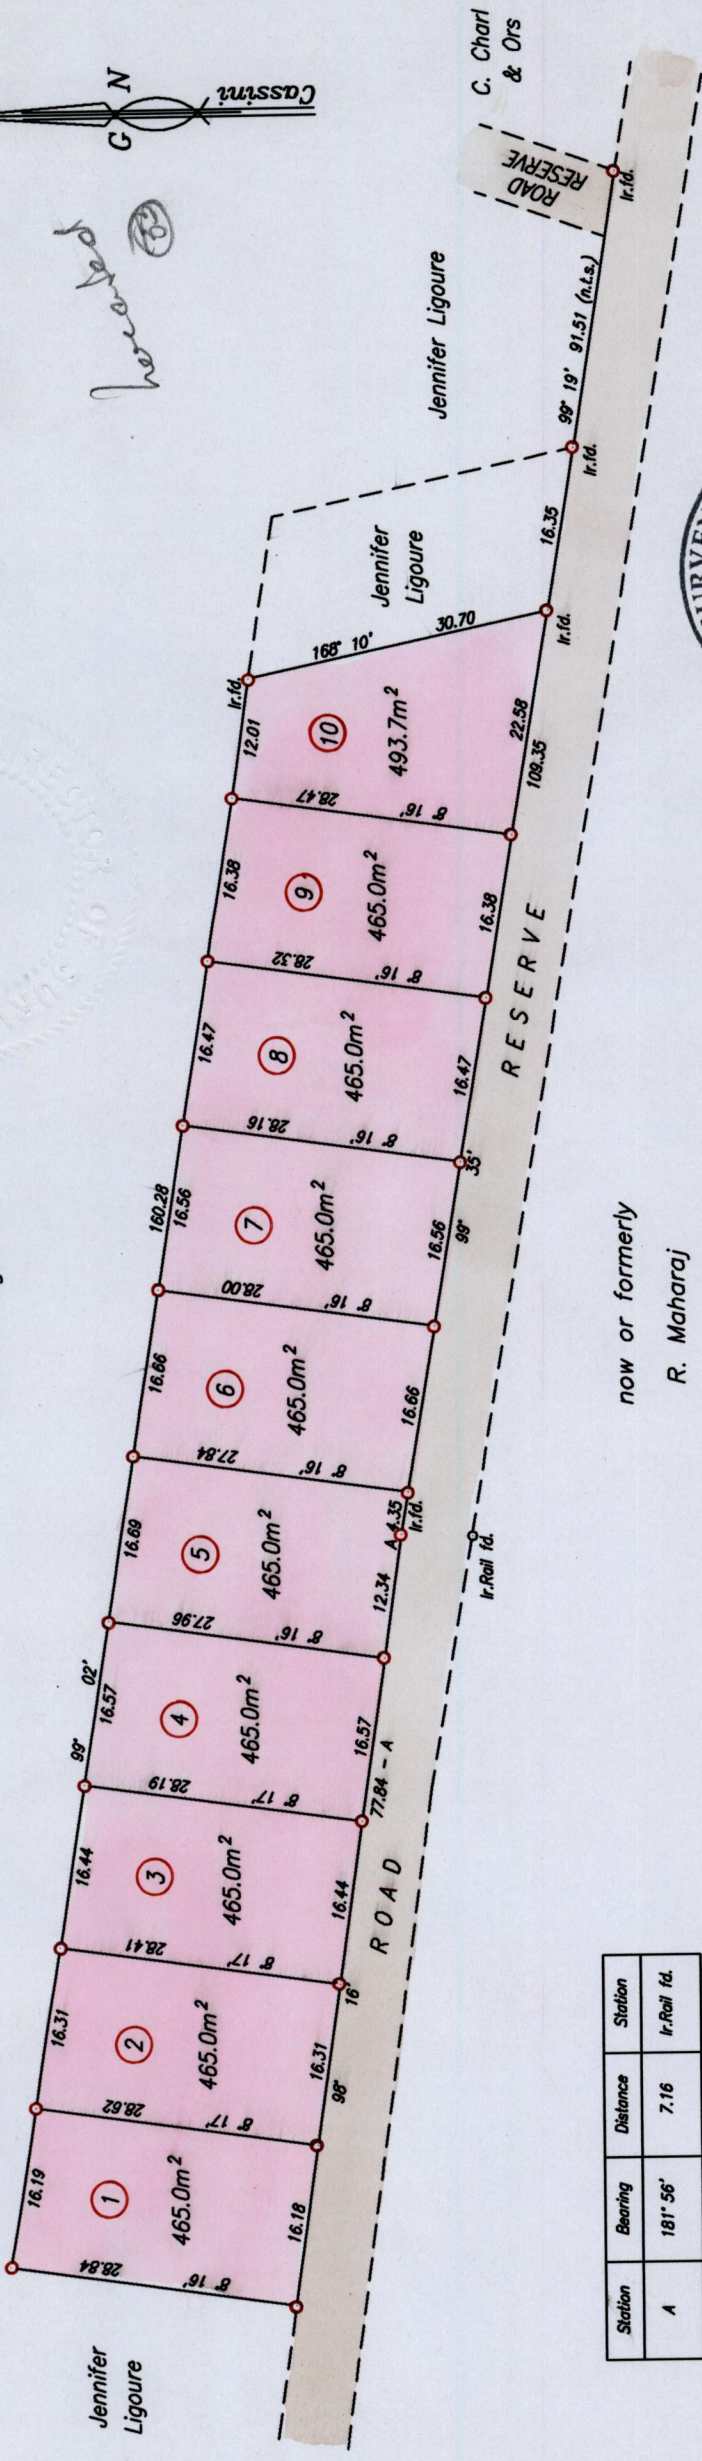 Cassini
G N
C. Charl
& Ors
ROAD
RESERVE
Ir.fd.
Jennifer Ligoure
99° 19' 91.51 (n.t.s.)
Ir.fd.
Jennifer
Ligoure
16.35
Ir.fd.
168° 10' 30.70
Ir.fd.
12.01
10
493.7m²
22.58
109.35
28.47
8° 16'
16.38
9
465.0m²
16.38
28.32
8° 16'
16.47
8
465.0m²
16.47
28.16
8° 16'
35'
160.28
16.56
7
465.0m²
16.56
99°
28.00
8° 16'
16.66
6
465.0m²
16.66
27.84
8° 16'
16.69
5
465.0m²
12.34
A 4.35
Ir.fd.
Ir.Rail fd.
27.96
8° 16'
99° 02'
16.57
4
465.0m²
16.57
77.84 - A
28.19
8° 17'
16.44
3
465.0m²
16.44
28.41
8° 17'
16'
16.31
2
465.0m²
16.31
98°
28.62
8° 17'
16.19
1
465.0m²
16.18
28.84
8° 16'
Jennifer
Ligoure
ROAD RESERVE
now or formerly
R. Maharaj
Station Bearing Distance Station
A 181° 56' 7.16 Ir.Rail fd.